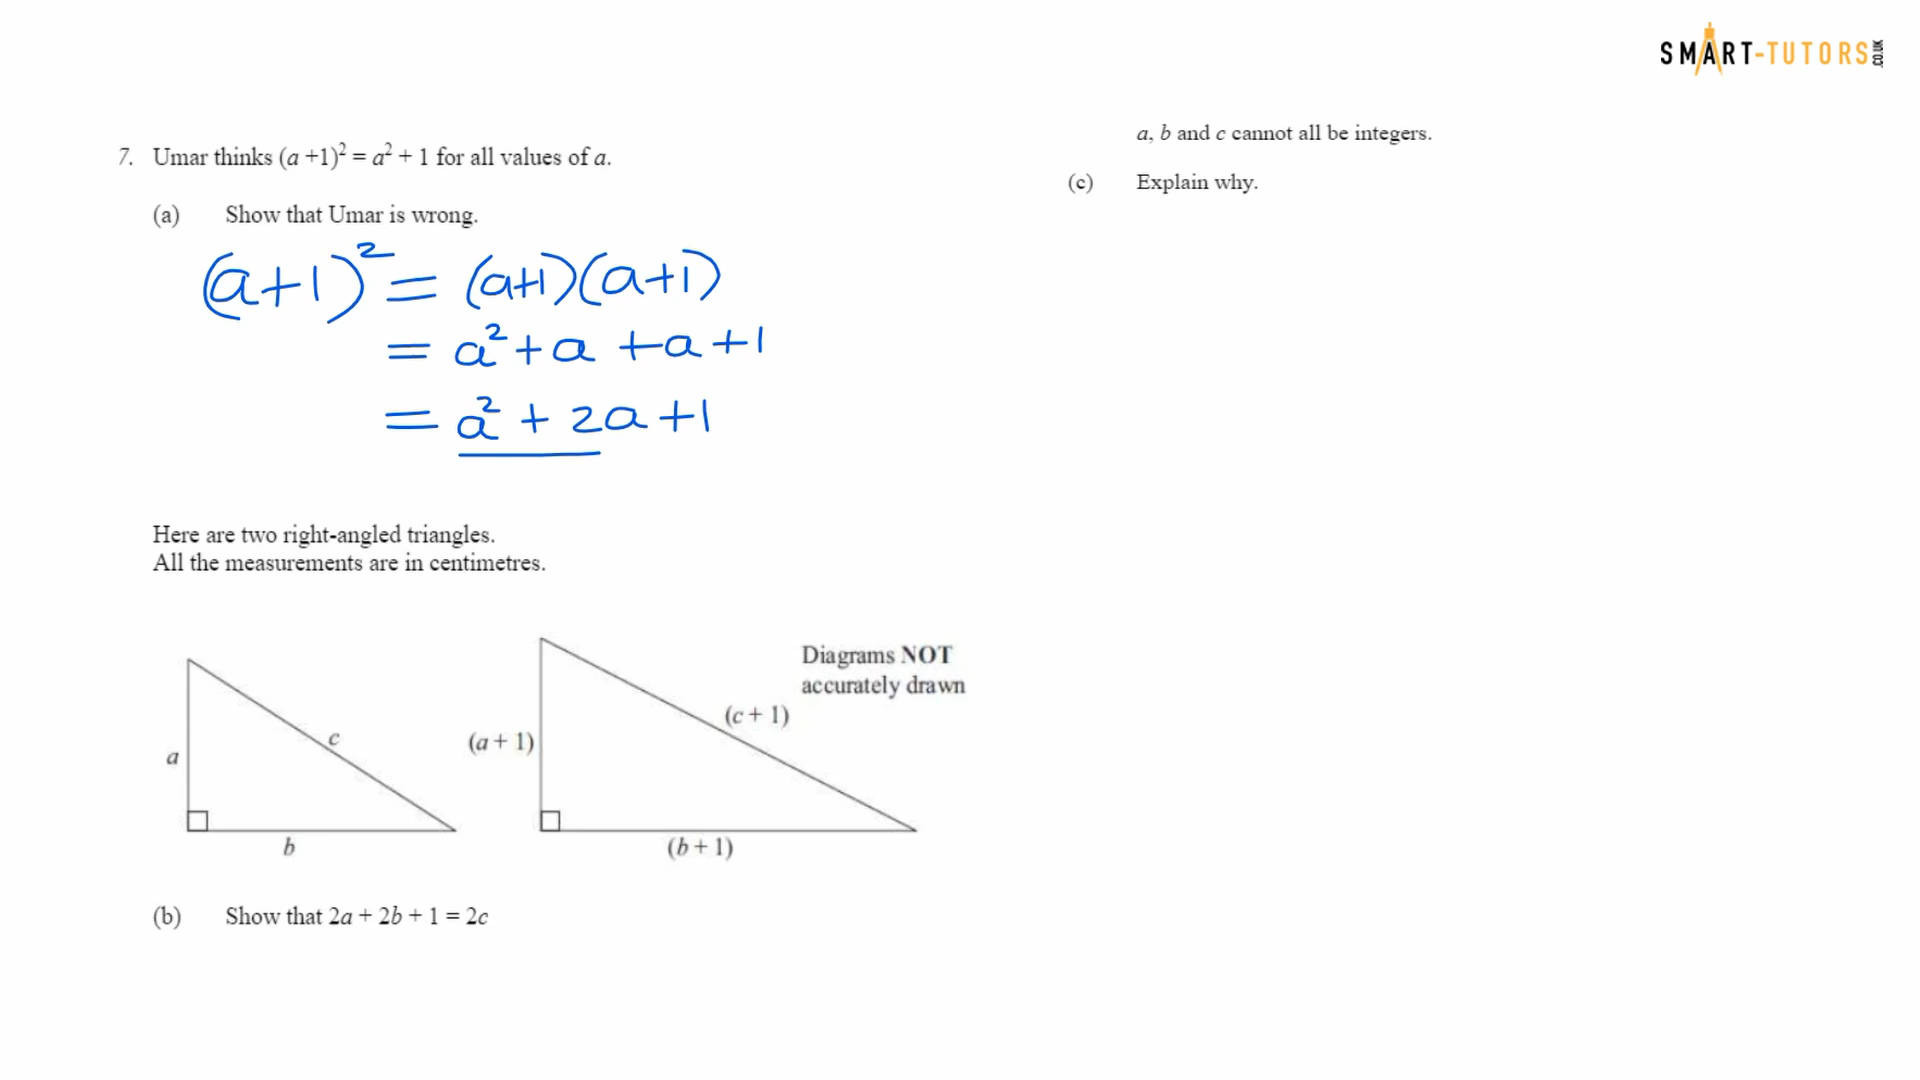 SMART-TUTORS.CO.UK
7. Umar thinks (a +1)² = a² + 1 for all values of a.
(a) Show that Umar is wrong.
(a+1)² = (a+1)(a+1)
= a² + a + a + 1
= a² + 2a + 1
Here are two right-angled triangles.
All the measurements are in centimetres.
Diagrams NOT
accurately drawn
a
b
c
(a + 1)
(b + 1)
(c + 1)
(b) Show that 2a + 2b + 1 = 2c
a, b and c cannot all be integers.
(c) Explain why.